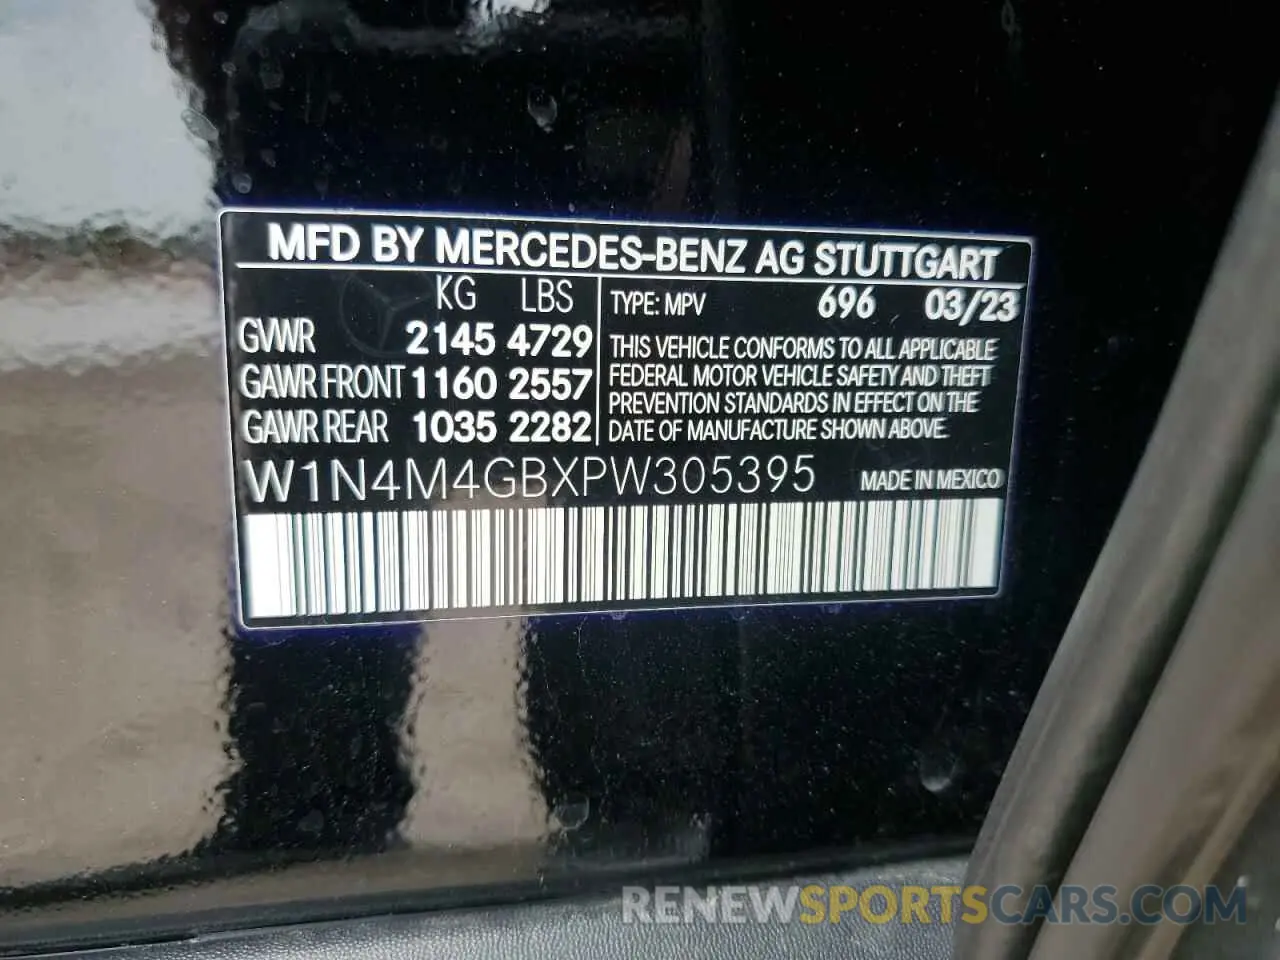 MFD BY MERCEDES-BENZ AG STUTTGART
KG LBS
GVWR 2145 4729
GAWR FRONT 1160 2557
GAWR REAR 1035 2282
TYPE: MPV 696 03/23
THIS VEHICLE CONFORMS TO ALL APPLICABLE
FEDERAL MOTOR VEHICLE SAFETY AND THEFT
PREVENTION STANDARDS IN EFFECT ON THE
DATE OF MANUFACTURE SHOWN ABOVE.
W1N4M4GBXPW305395 MADE IN MEXICO
RENEWSPORTSCARS.COM